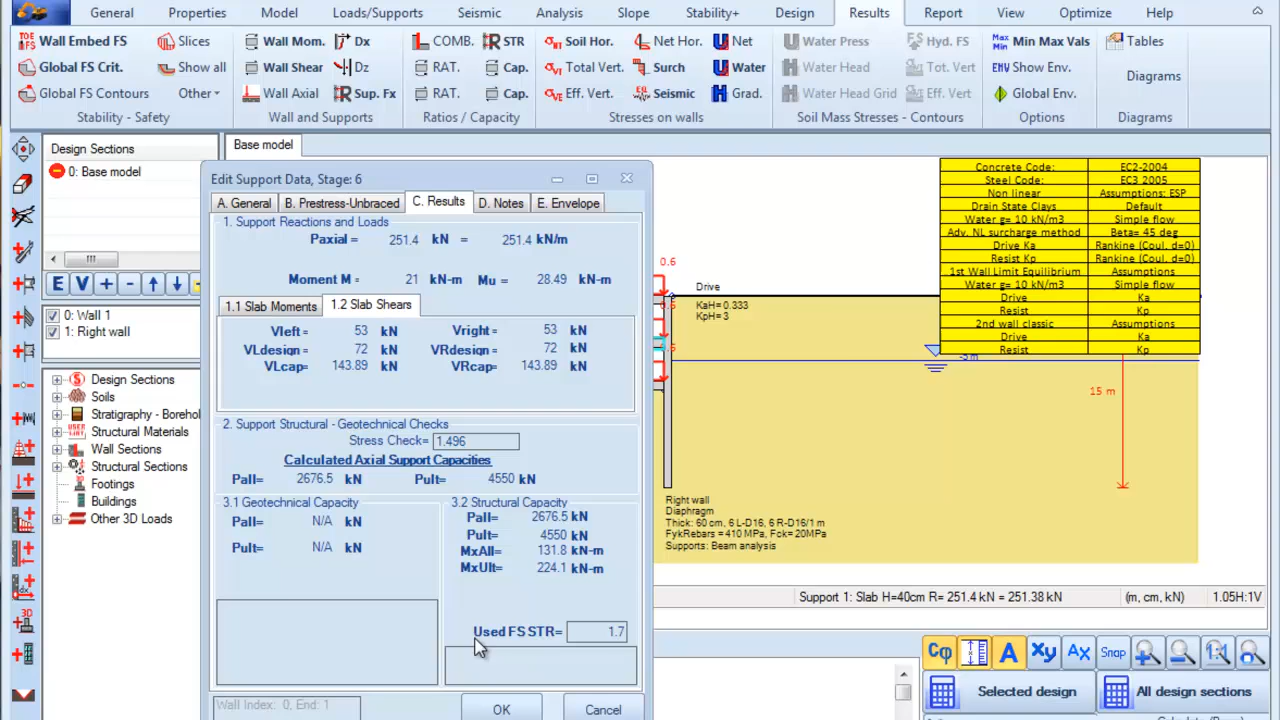 General Properties Model Loads/Supports Seismic Analysis Slope Stability+ Design Results Report View Optimize Help
TOE FS Wall Embed FS Slices Wall Mom. Dx COMB. STR Soil Hor. Net Hor. Net Water Press Hyd. FS Max Min Min Max Vals Tables
Global FS Crit. Show all Wall Shear Dz RAT. Cap. Total Vert. Surch Water Water Head Tot. Vert ENV Show Env. Diagrams
Global FS Contours Other Wall Axial Sup. Fx RAT. Cap. Eff. Vert. Seismic Grad. Water Head Grid Eff. Vert Global Env.
Stability - Safety Wall and Supports Ratios / Capacity Stresses on walls Soil Mass Stresses - Contours Options Diagrams
Design Sections
0: Base model
Base model
E V + -
0: Wall 1
1: Right wall
Design Sections
Soils
Stratigraphy - Boreho
Structural Materials
Wall Sections
Structural Sections
Footings
Buildings
Other 3D Loads
Edit Support Data, Stage: 6
A. General B. Prestress-Unbraced C. Results D. Notes E. Envelope
1. Support Reactions and Loads
Paxial = 251.4 kN = 251.4 kN/m
Moment M = 21 kN-m Mu = 28.49 kN-m
1.1 Slab Moments 1.2 Slab Shears
Vleft = 53 kN Vright = 53 kN
VLdesign = 72 kN VRdesign = 72 kN
VLcap= 143.89 kN VRcap= 143.89 kN
2. Support Structural - Geotechnical Checks
Stress Check= 1.496
Calculated Axial Support Capacities
Pall= 2676.5 kN Pult= 4550 kN
3.1 Geotechnical Capacity
Pall= N/A kN
Pult= N/A kN
3.2 Structural Capacity
Pall= 2676.5 kN
Pult= 4550 kN
MxAll= 131.8 kN-m
MxUlt= 224.1 kN-m
Used FS STR= 1.7
Wall Index: 0, End: 1
OK Cancel
Concrete Code: EC2-2004
Steel Code: EC3 2005
Non linear Assumptions: ESP
Drain State Clays Default
Water g= 10 kN/m3 Simple flow
Adv. NL surcharge method Beta= 45 deg
Drive Ka Rankine (Coul. d=0)
Resist Kp Rankine (Coul. d=0)
1st Wall Limit Equilibrium Assumptions
Water g= 10 kN/m3 Simple flow
Drive Ka
Resist Kp
2nd wall classic Assumptions
Drive Ka
Resist Kp
0.6
Drive
KaH= 0.333
KpH= 3
-3m
15 m
Right wall
Diaphragm
Thick: 60 cm, 6 L-D16, 6 R-D16/1 m
FykRebars = 410 MPa, Fck= 20MPa
Supports: Beam analysis
Support 1: Slab H=40cm R= 251.4 kN = 251.38 kN (m, cm, kN) 1.05H:1V
Cφ A Xy Ax Snap 1:1
Selected design All design sections